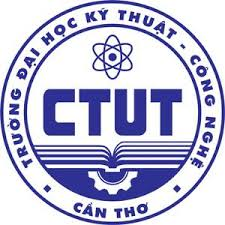 TRƯỜNG ĐẠI HỌC KỸ THUẬT - CÔNG NGHỆ
CTUT
CẦN THƠ